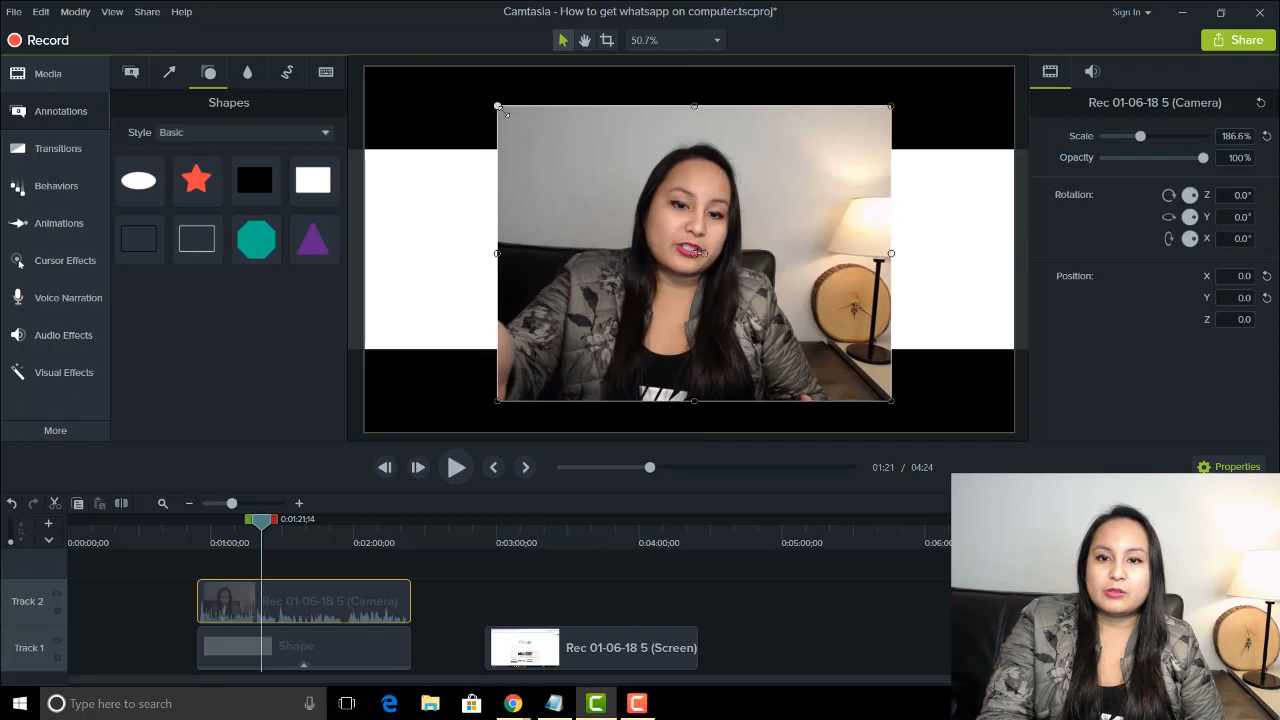 File Edit Modify View Share Help Camtasia - How to get whatsapp on computer.tscproj* Sign In
Record 50.7% Share
Media
Annotations
Transitions
Behaviors
Animations
Cursor Effects
Voice Narration
Audio Effects
Visual Effects
More
Shapes
Style Basic
Rec 01-06-18 5 (Camera)
Scale 186.6%
Opacity 100%
Rotation: Z 0.0°
Y 0.0°
X 0.0°
Position: X 0.0
Y 0.0
Z 0.0
01:21 / 04:24 Properties
0:01:21;14
0:00:00;00 0:01:00;00 0:02:00;00 0:03:00;00 0:04:00;00 0:05:00;00 0:06:
Track 2 Rec 01-06-18 5 (Camera)
Track 1 Shape Rec 01-06-18 5 (Screen)
Type here to search